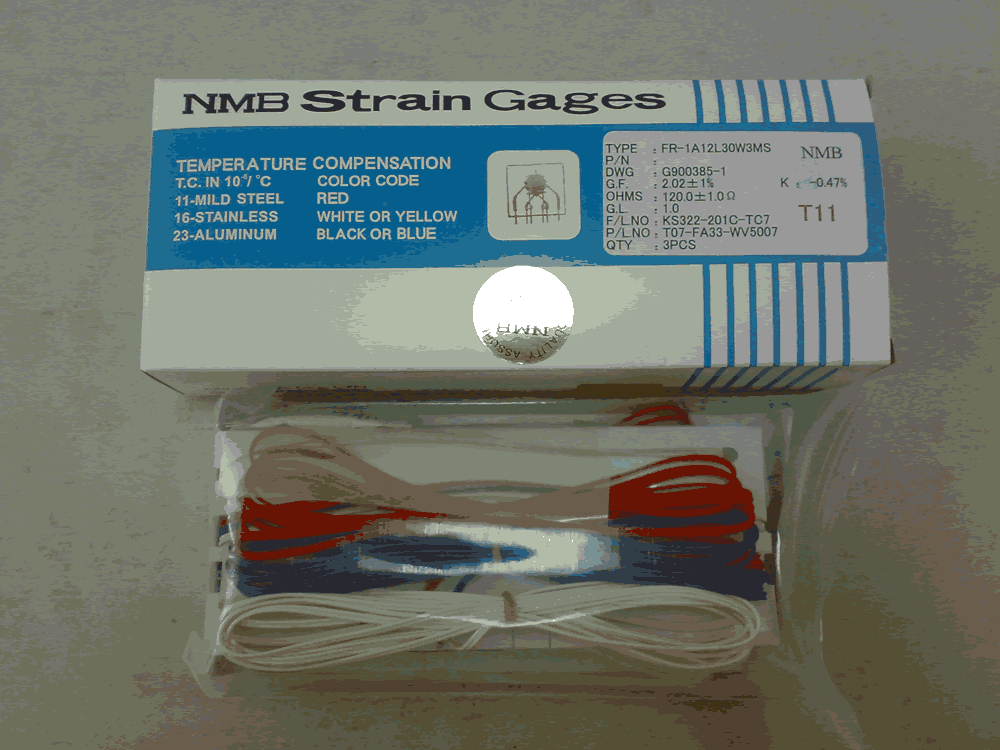 NMB Strain Gages
TEMPERATURE COMPENSATION
T.C. IN 10⁻⁶/°C COLOR CODE
11-MILD STEEL RED
16-STAINLESS WHITE OR YELLOW
23-ALUMINUM BLACK OR BLUE
TYPE : FR-1A12L30W3MS
NMB
P/N :
DWG : G900385-1
G.F. : 2.02±1% K : -0.47%
OHMS : 120.0±1.0Ω
G.L. : 1.0
T11
F/L.NO : KS322-201C-TC7
P/L.NO : T07-FA33-WV5007
QTY : 3PCS
NMB